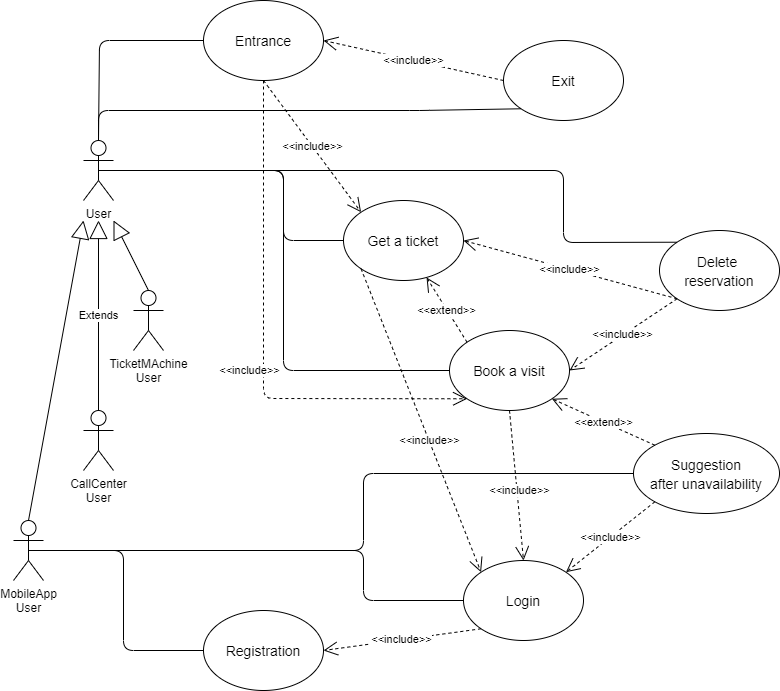 Entrance
<<include>>
Exit
<<include>>
User
Get a ticket
Delete
reservation
<<include>>
<<extend>>
Extends
<<include>>
TicketMAchine
User
<<include>>
Book a visit
<<extend>>
<<include>>
Suggestion
after unavailability
CallCenter
User
<<include>>
<<include>>
MobileApp
User
Login
<<include>>
Registration